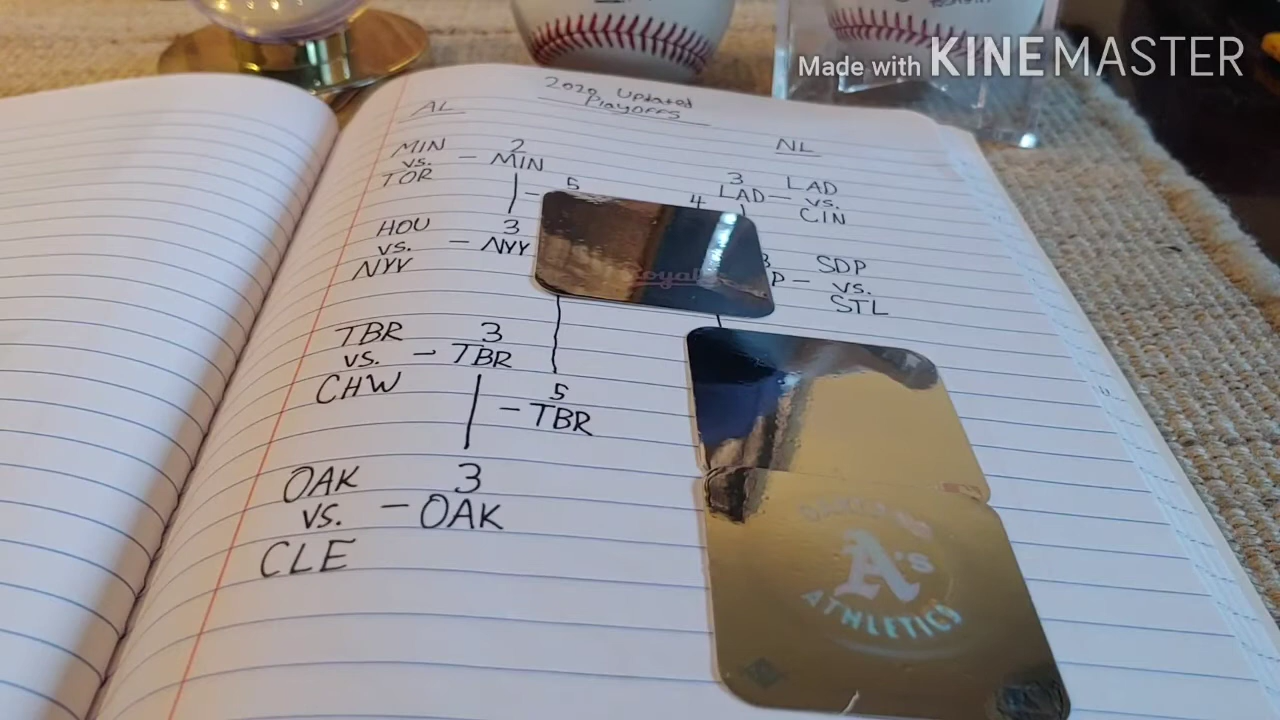 Made with KINEMASTER
2020 Updated
Playoffs
AL
NL
MIN
vs.
TOR
2
- MIN
HOU
vs.
NYY
3
- NYY
5
TBR
vs.
CHW
3
- TBR
5
- TBR
OAK
vs.
CLE
3
- OAK
3 LAD
LAD- vs.
CIN
4
SDP
P- vs.
STL
Royals
A's
ATHLETICS